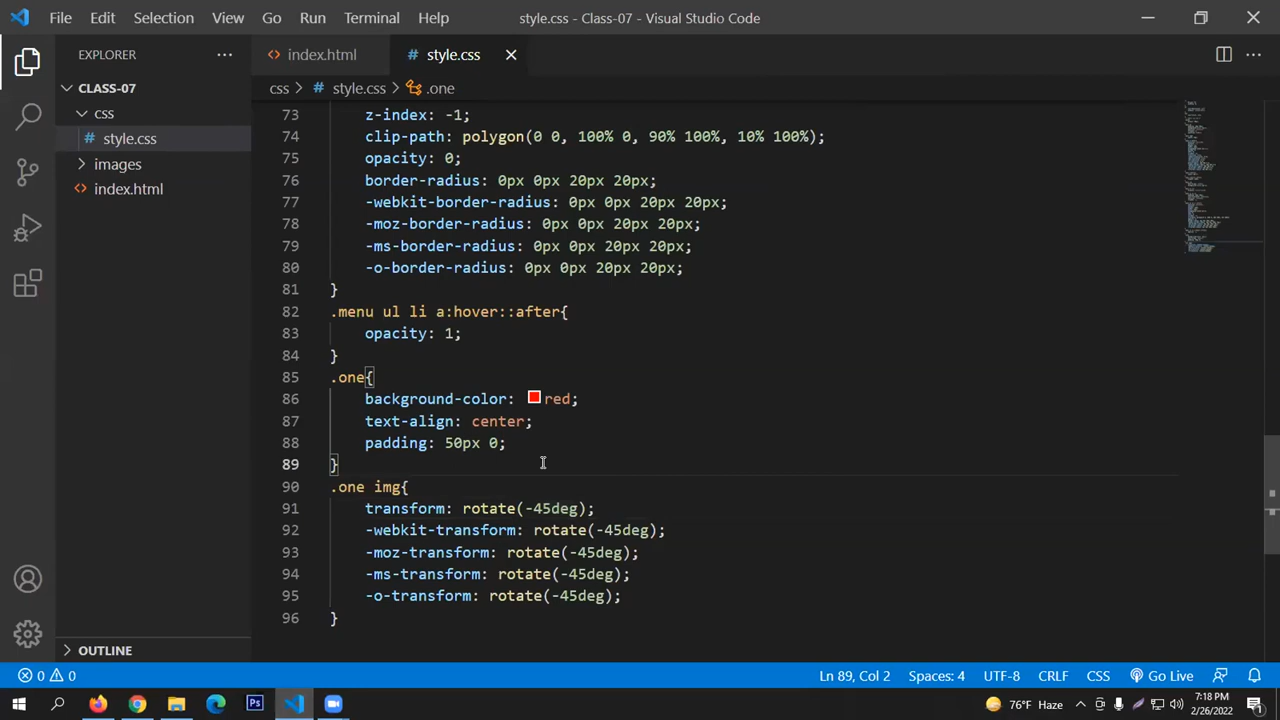 File Edit Selection View Go Run Terminal Help
style.css - Class-07 - Visual Studio Code
EXPLORER
index.html
style.css
CLASS-07
css
style.css
images
index.html
css > style.css > .one
73 z-index: -1;
74 clip-path: polygon(0 0, 100% 0, 90% 100%, 10% 100%);
75 opacity: 0;
76 border-radius: 0px 0px 20px 20px;
77 -webkit-border-radius: 0px 0px 20px 20px;
78 -moz-border-radius: 0px 0px 20px 20px;
79 -ms-border-radius: 0px 0px 20px 20px;
80 -o-border-radius: 0px 0px 20px 20px;
81 }
82 .menu ul li a:hover::after{
83 opacity: 1;
84 }
85 .one{
86 background-color: red;
87 text-align: center;
88 padding: 50px 0;
89 }
90 .one img{
91 transform: rotate(-45deg);
92 -webkit-transform: rotate(-45deg);
93 -moz-transform: rotate(-45deg);
94 -ms-transform: rotate(-45deg);
95 -o-transform: rotate(-45deg);
96 }
OUTLINE
0 0
Ln 89, Col 2 Spaces: 4 UTF-8 CRLF CSS Go Live
Ps
76°F Haze
7:18 PM
2/26/2022